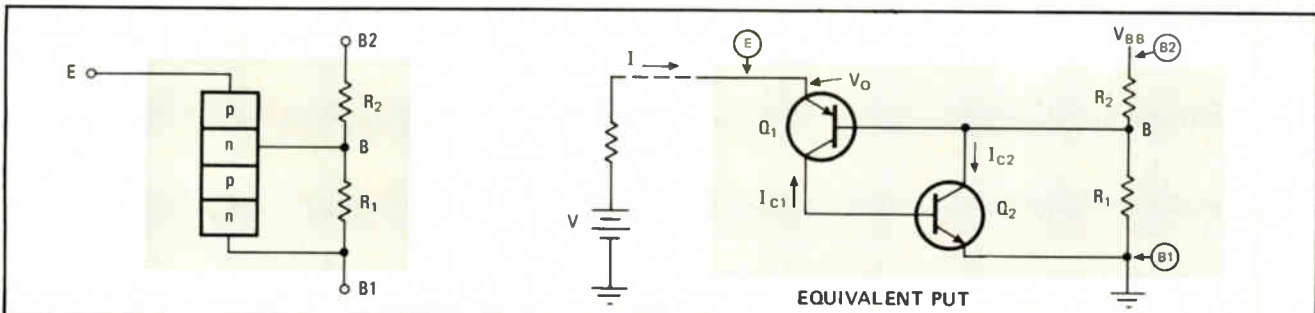 E
p
n
p
n
B2
R2
B
R1
B1
I
E
VO
Q1
IC1
V
IC2
Q2
VBB
B2
R2
B
R1
B1
EQUIVALENT PUT